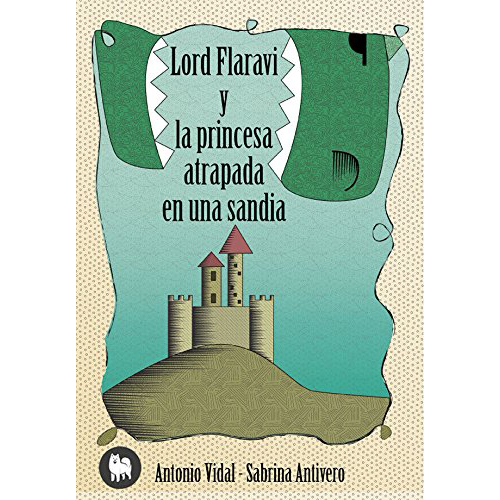 Lord Flaravi
y
la princesa
atrapada
en una sandia
Antonio Vidal - Sabrina Antivero